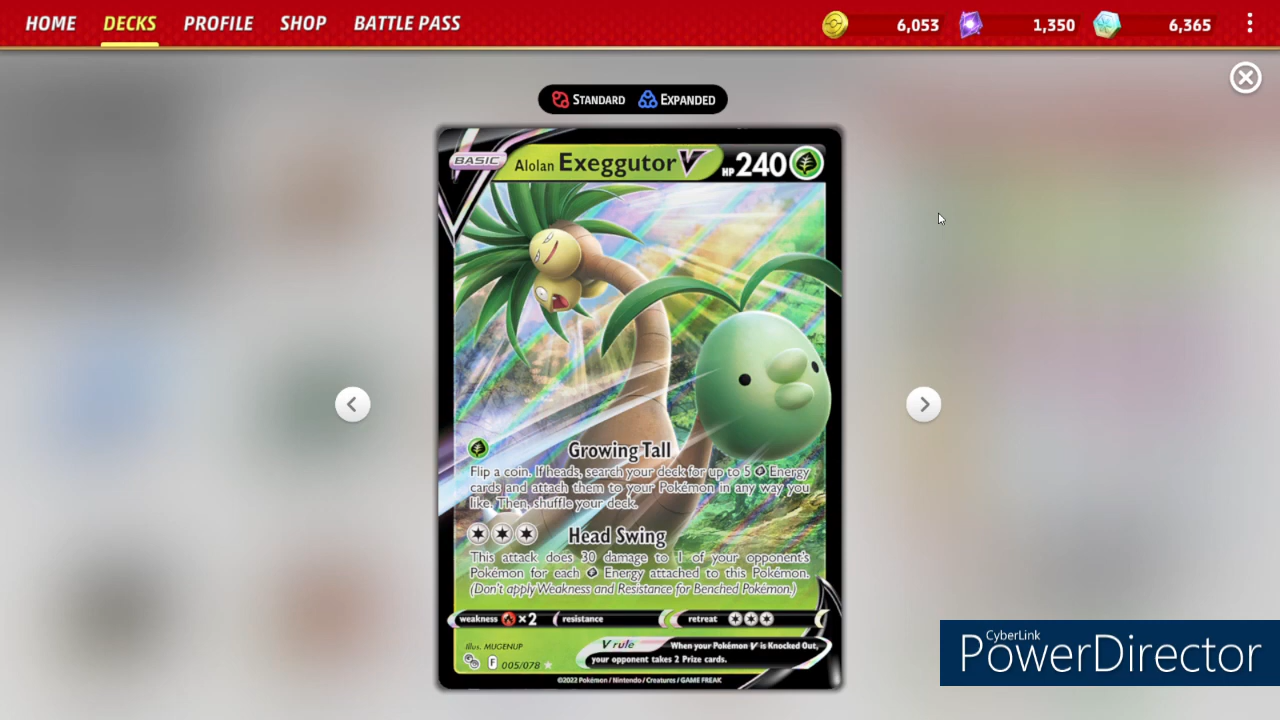 HOME DECKS PROFILE SHOP BATTLE PASS 6,053 1,350 6,365
STANDARD EXPANDED
BASIC Alolan Exeggutor V HP 240
Growing Tall
Flip a coin. If heads, search your deck for up to 5 Energy
cards and attach them to your Pokémon in any way you
like. Then, shuffle your deck.
Head Swing
This attack does 30 damage to 1 of your opponent's
Pokémon for each Energy attached to this Pokémon.
(Don't apply Weakness and Resistance for Benched Pokémon.)
weakness ×2 resistance retreat
Illus. MUGENUP
V rule When your Pokémon V is Knocked Out,
your opponent takes 2 Prize cards.
F 005/078
©2022 Pokémon / Nintendo / Creatures / GAME FREAK
CyberLink
PowerDirector